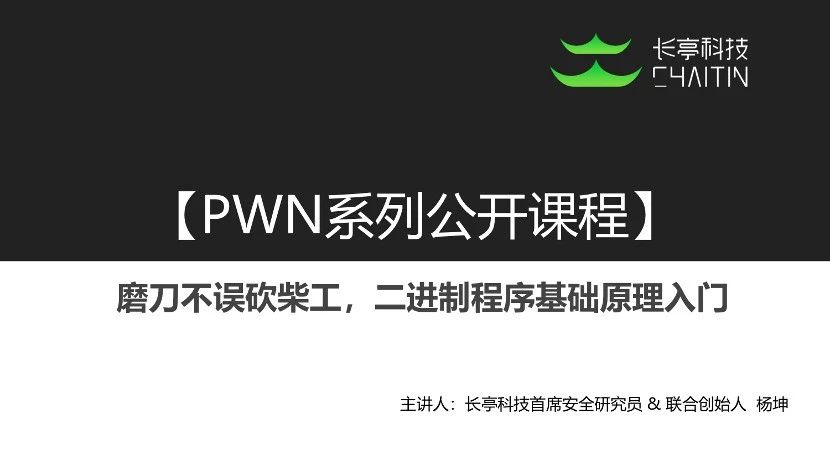 长亭科技
CHAITIN
【PWN系列公开课程】
磨刀不误砍柴工，二进制程序基础原理入门
主讲人：长亭科技首席安全研究员 & 联合创始人 杨坤